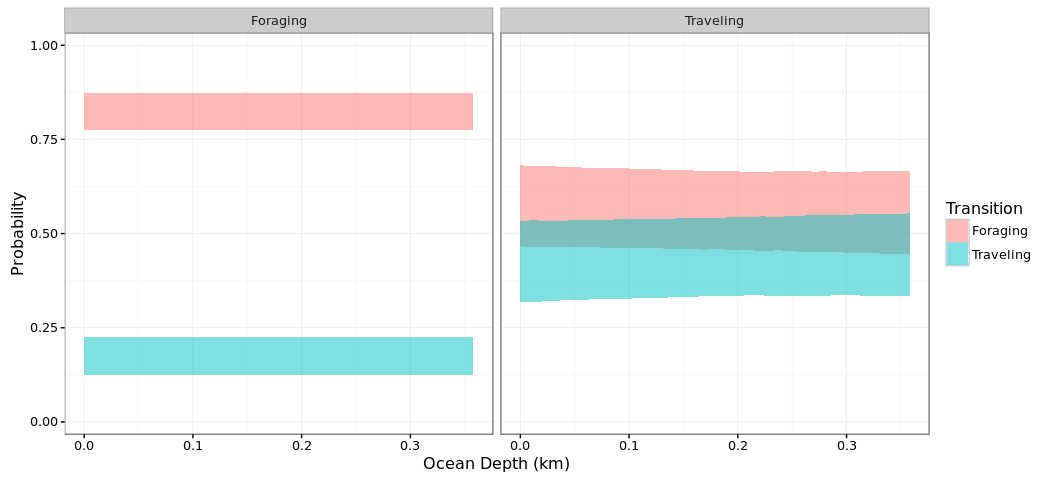 Foraging Traveling
1.00
0.75
0.50
0.25
0.00
Probability
0.0 0.1 0.2 0.3 0.0 0.1 0.2 0.3
Ocean Depth (km)
Transition
Foraging
Traveling